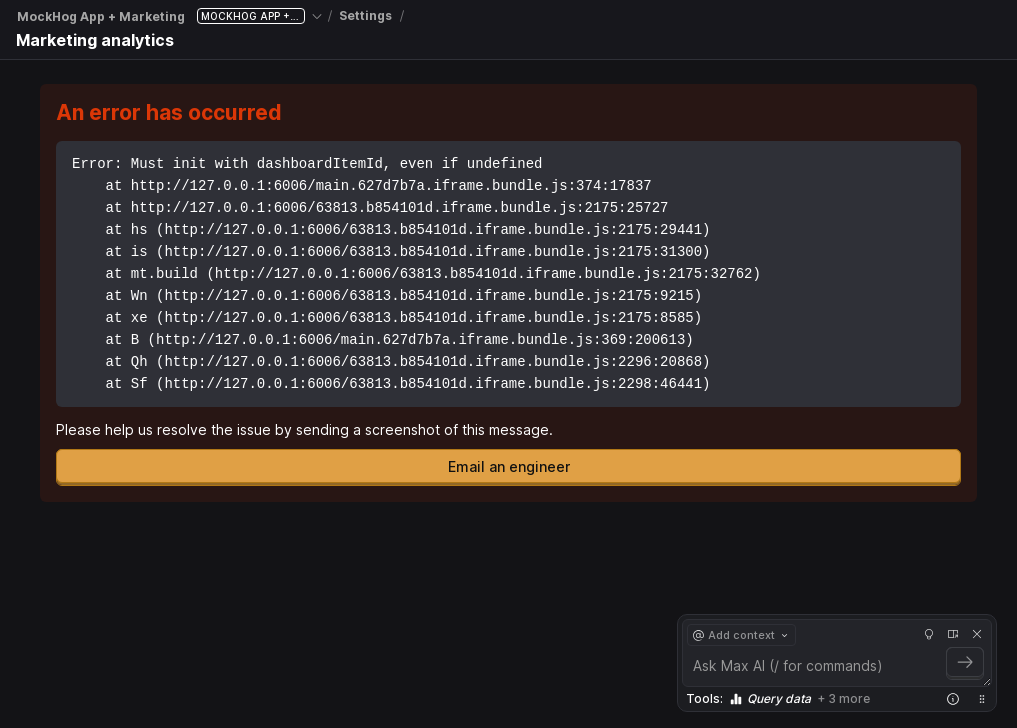 MockHog App + Marketing MOCKHOG APP +... / Settings /
Marketing analytics
An error has occurred
Error: Must init with dashboardItemId, even if undefined
    at http://127.0.0.1:6006/main.627d7b7a.iframe.bundle.js:374:17837
    at http://127.0.0.1:6006/63813.b854101d.iframe.bundle.js:2175:25727
    at hs (http://127.0.0.1:6006/63813.b854101d.iframe.bundle.js:2175:29441)
    at is (http://127.0.0.1:6006/63813.b854101d.iframe.bundle.js:2175:31300)
    at mt.build (http://127.0.0.1:6006/63813.b854101d.iframe.bundle.js:2175:32762)
    at Wn (http://127.0.0.1:6006/63813.b854101d.iframe.bundle.js:2175:9215)
    at xe (http://127.0.0.1:6006/63813.b854101d.iframe.bundle.js:2175:8585)
    at B (http://127.0.0.1:6006/main.627d7b7a.iframe.bundle.js:369:200613)
    at Qh (http://127.0.0.1:6006/63813.b854101d.iframe.bundle.js:2296:20868)
    at Sf (http://127.0.0.1:6006/63813.b854101d.iframe.bundle.js:2298:46441)
Please help us resolve the issue by sending a screenshot of this message.
Email an engineer
@ Add context
Ask Max AI (/ for commands)
Tools: Query data + 3 more